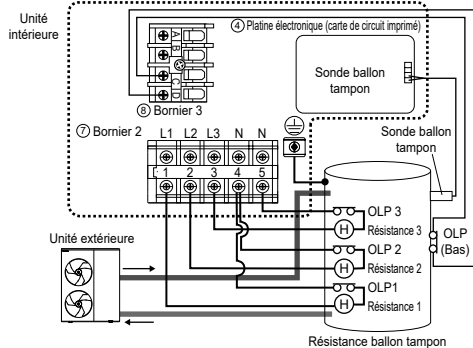 Unité
intérieure
④ Platine électronique (carte de circuit imprimé)
A
B
C
D
Sonde ballon
tampon
⑧ Bornier 3
⑦ Bornier 2
L1 L2 L3 N N
1 2 3 4 5
Sonde ballon
tampon
OLP 3
H Résistance 3
OLP
(Bas)
OLP 2
H Résistance 2
OLP1
H Résistance 1
Unité extérieure
Résistance ballon tampon